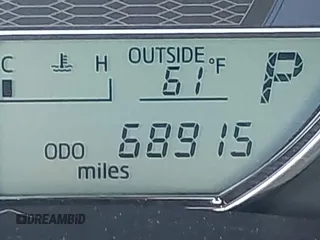 OUTSIDE
C H 61 °F P
ODO 68915
miles
DREAMBID